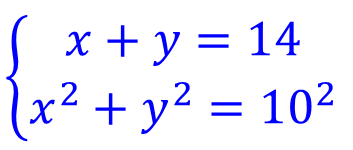 x + y = 14
x² + y² = 10²